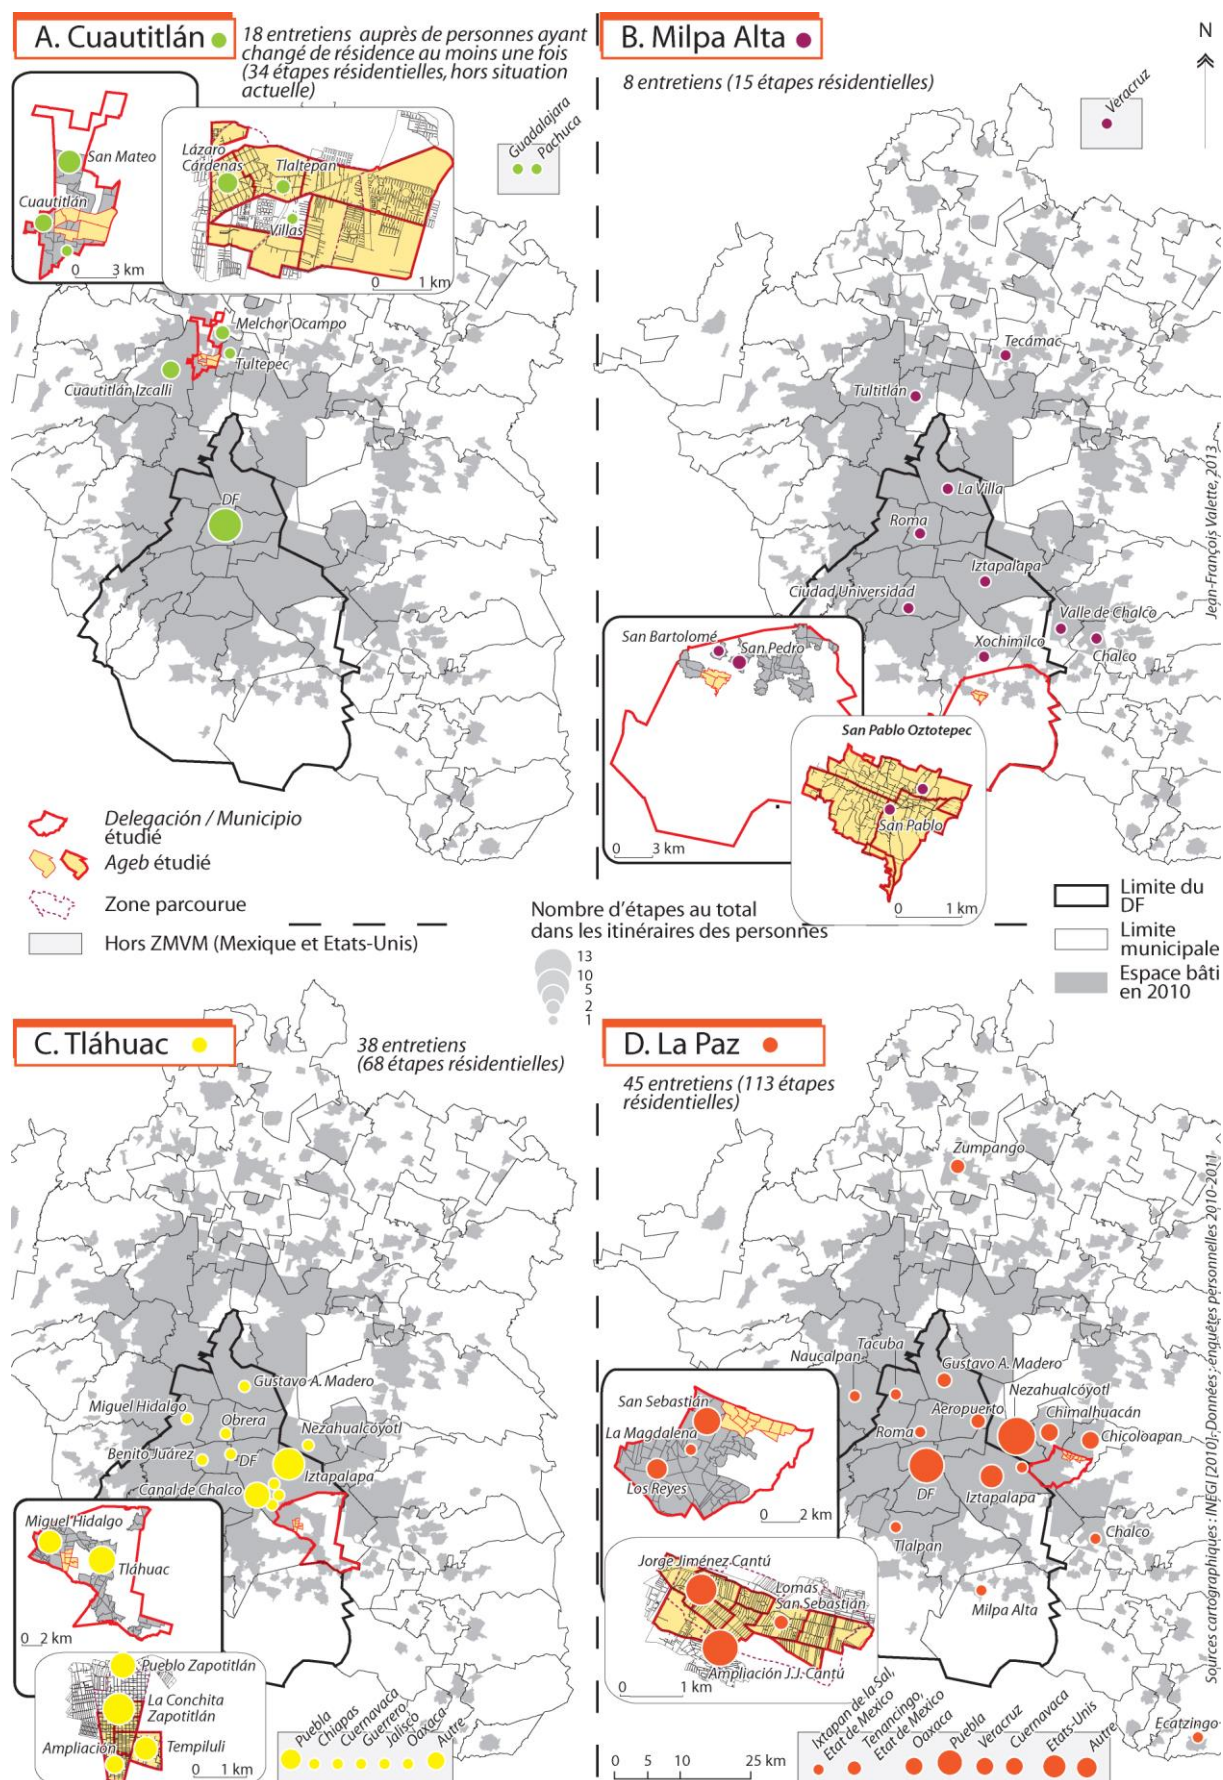 A. Cuautitlán
18 entretiens auprès de personnes ayant
changé de résidence au moins une fois
(34 étapes résidentielles, hors situation
actuelle)
San Mateo
Cuautitlán
0 3 km
Lázaro
Cárdenas
Tlaltepan
Villas
0 1 km
Guadalajara
Pachuca
Melchor Ocampo
Tultepec
Cuautitlán Izcalli
DF
B. Milpa Alta
8 entretiens (15 étapes résidentielles)
N
Veracruz
Tecámac
Tultitlán
La Villa
Roma
Iztapalapa
Ciudad Universidad
Valle de Chalco
Xochimilco
Chalco
San Bartolomé
San Pedro
0 3 km
San Pablo Oztotepec
San Pablo
0 1 km
Jean-François Valette, 2013
Delegación / Municipio
étudié
Ageb étudié
Zone parcourue
Hors ZMVM (Mexique et Etats-Unis)
Nombre d'étapes au total
dans les itinéraires des personnes
13
10
5
2
1
Limite du
DF
Limite
municipale
Espace bâti
en 2010
C. Tláhuac
38 entretiens
(68 étapes résidentielles)
Gustavo A. Madero
Miguel Hidalgo
Obrera
Nezahualcóyotl
Benito Juárez
DF
Iztapalapa
Canal de Chalco
Miguel Hidalgo
Tláhuac
0 2 km
Pueblo Zapotitlán
La Conchita
Zapotitlán
Ampliación
Tempiluli
0 1 km
Puebla
Chiapas
Cuernavaca
Guerrero
Jalisco
Oaxaca
Autre
D. La Paz
45 entretiens (113 étapes
résidentielles)
Zumpango
Tacuba
Naucalpan
Gustavo A. Madero
Nezahualcóyotl
Aeropuerto
Chimalhuacán
Roma
Chicoloapan
DF
Iztapalapa
Tlalpan
Chalco
Milpa Alta
Ecatzingo
San Sebastián
La Magdalena
Los Reyes
0 2 km
Jorge Jiménez Cantú
Lomas
San Sebastián
Ampliación J.J. Cantú
0 1 km
Ixtapan de la Sal,
Etat de Mexico
Tenancingo,
Etat de Mexico
Oaxaca
Puebla
Veracruz
Cuernavaca
Etats-Unis
Autre
0 5 10 25 km
Sources cartographiques : INEGI [2010]; Données : enquêtes personnelles 2010-2011